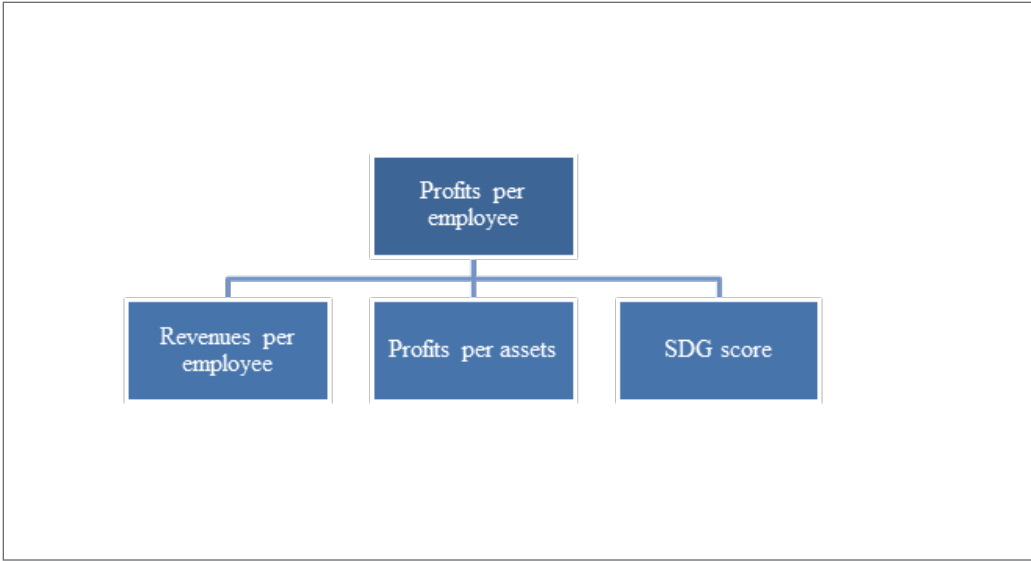 Profits per
employee
Revenues per
employee
Profits per assets
SDG score